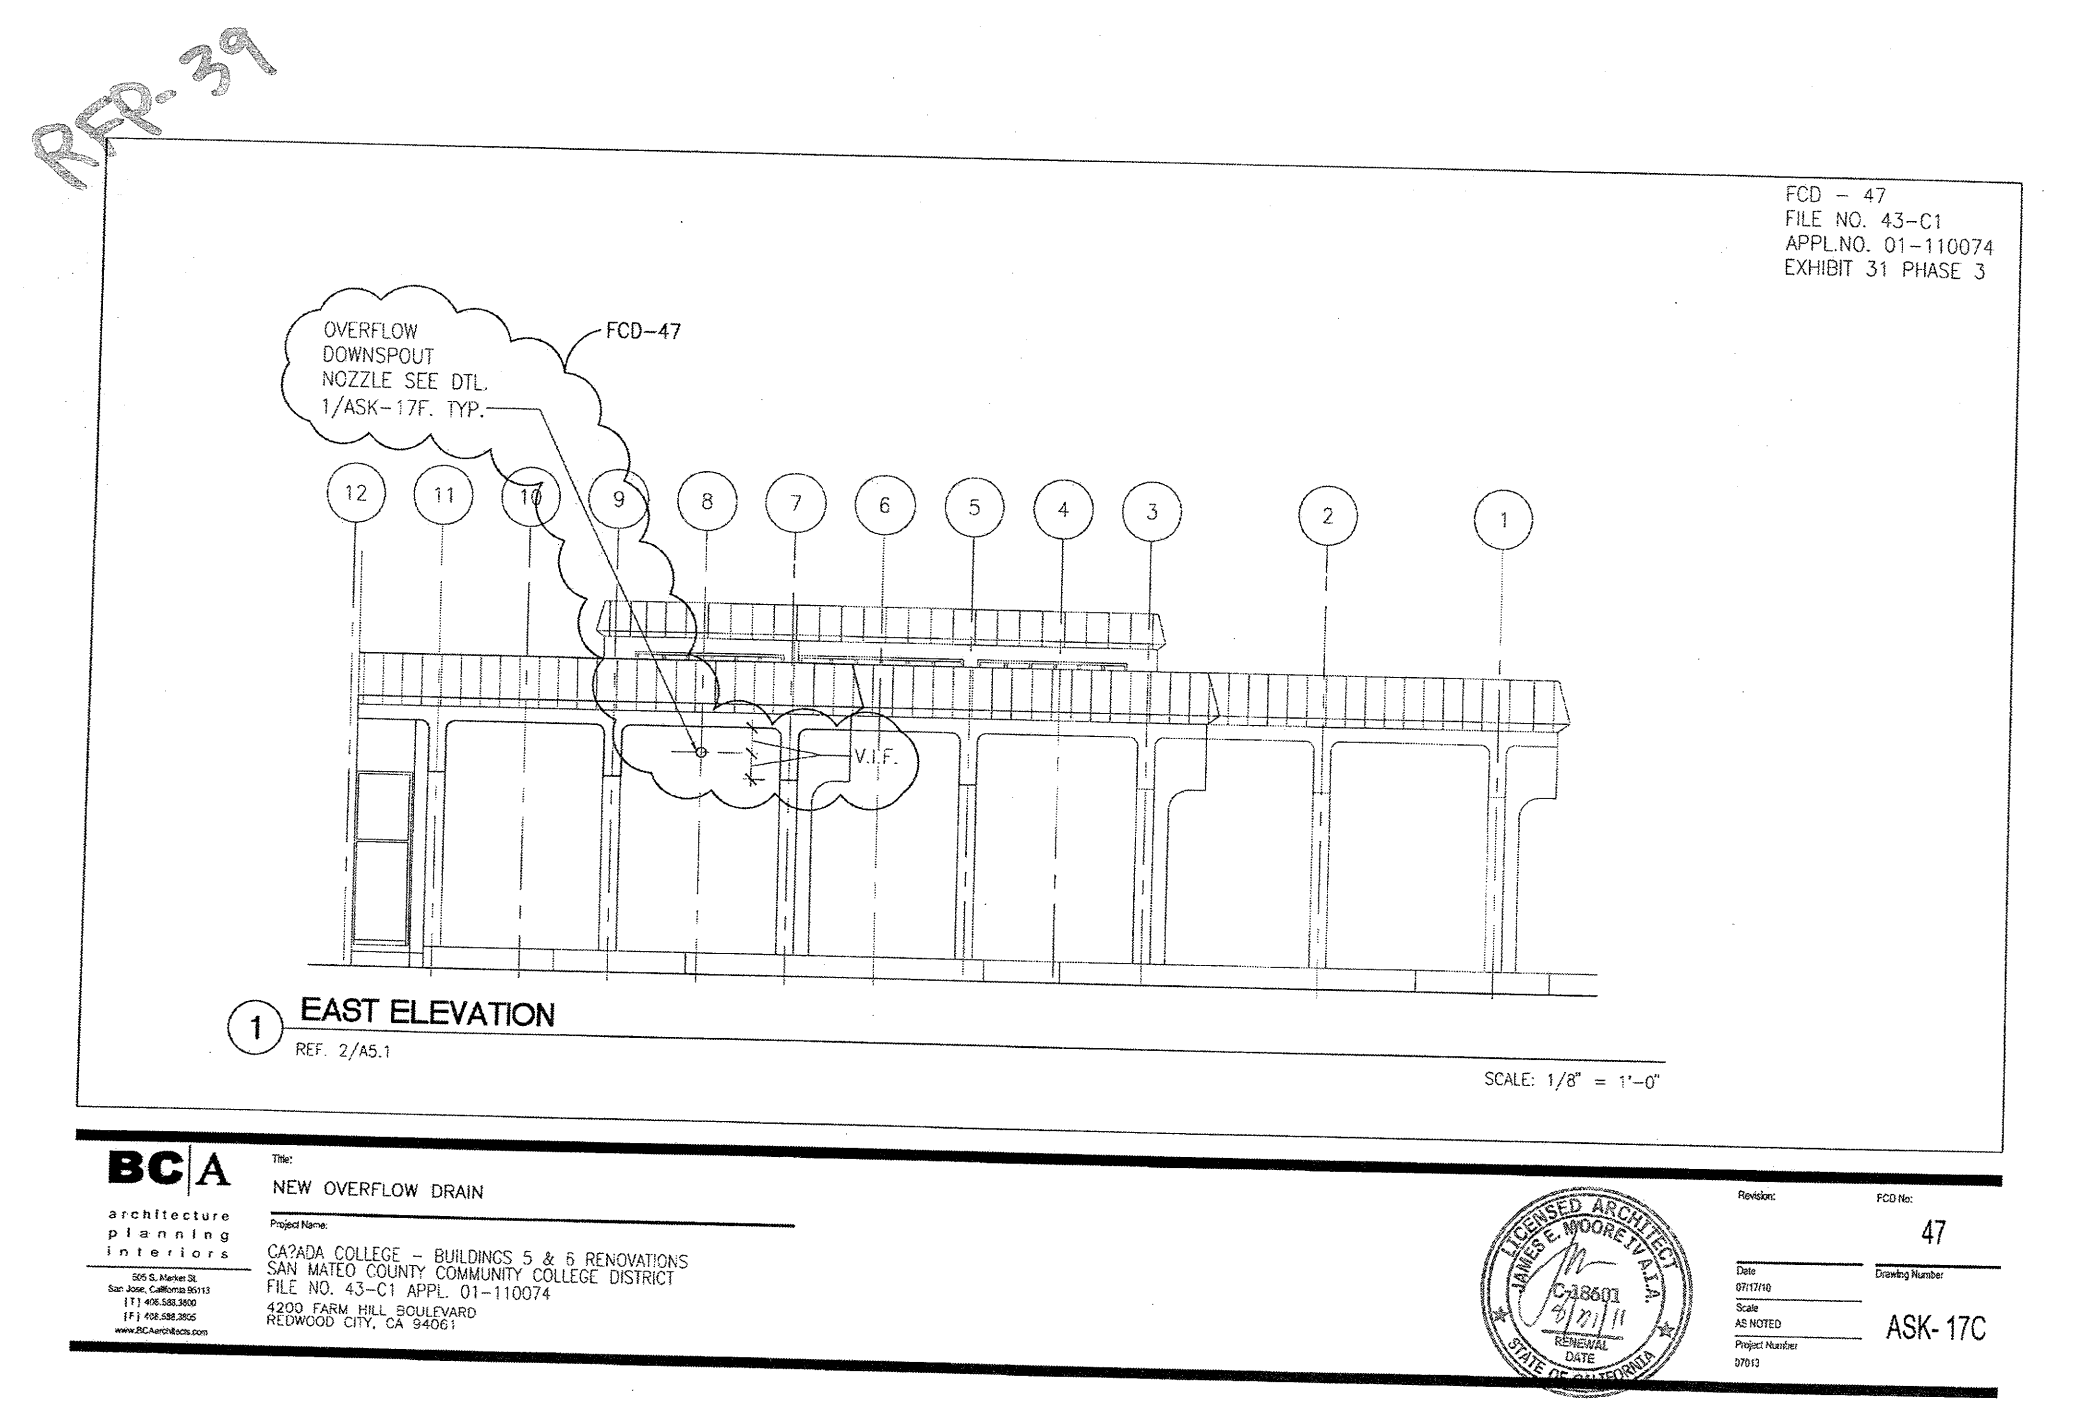 RFP-39
FCD - 47
FILE NO. 43-C1
APPL.NO. 01-110074
EXHIBIT 31 PHASE 3
OVERFLOW
DOWNSPOUT
NOZZLE SEE DTL.
1/ASK-17F. TYP.
FCD-47
12 11 10 9 8 7 6 5 4 3 2 1
V.I.F.
1 EAST ELEVATION
REF. 2/A5.1
SCALE: 1/8" = 1'-0"
BC|A
architecture
planning
interiors
505 S. Market St.
San Jose, California 95113
[T] 408.588.3800
[F] 408.588.3805
www.BCAarchitects.com
Title:
NEW OVERFLOW DRAIN
Project Name:
CA?ADA COLLEGE - BUILDINGS 5 & 6 RENOVATIONS
SAN MATEO COUNTY COMMUNITY COLLEGE DISTRICT
FILE NO. 43-C1 APPL. 01-110074
4200 FARM HILL BOULEVARD
REDWOOD CITY, CA 94061
LICENSED ARCHITECT
JAMES E. MOORE IV A.I.A.
C-18601
RENEWAL
DATE
STATE OF CALIFORNIA
Revision:
Date
07/17/10
Scale
AS NOTED
Project Number
07013
FCD No:
47
Drawing Number
ASK- 17C